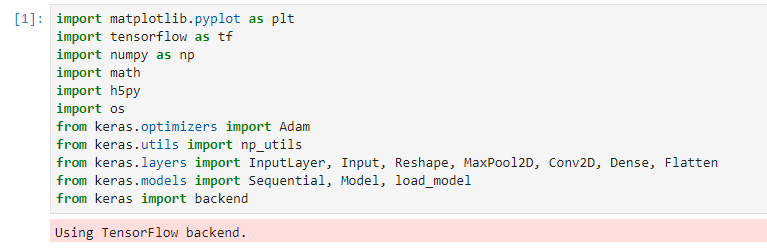 [1]: import matplotlib.pyplot as plt
import tensorflow as tf
import numpy as np
import math
import h5py
import os
from keras.optimizers import Adam
from keras.utils import np_utils
from keras.layers import InputLayer, Input, Reshape, MaxPool2D, Conv2D, Dense, Flatten
from keras.models import Sequential, Model, load_model
from keras import backend
Using TensorFlow backend.